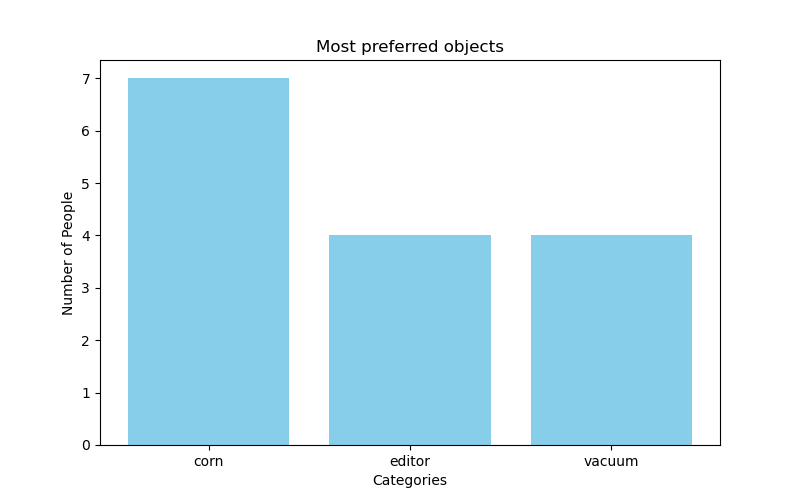 Most preferred objects
7
6
5
4
3
2
1
0
Number of People
corn editor vacuum
Categories